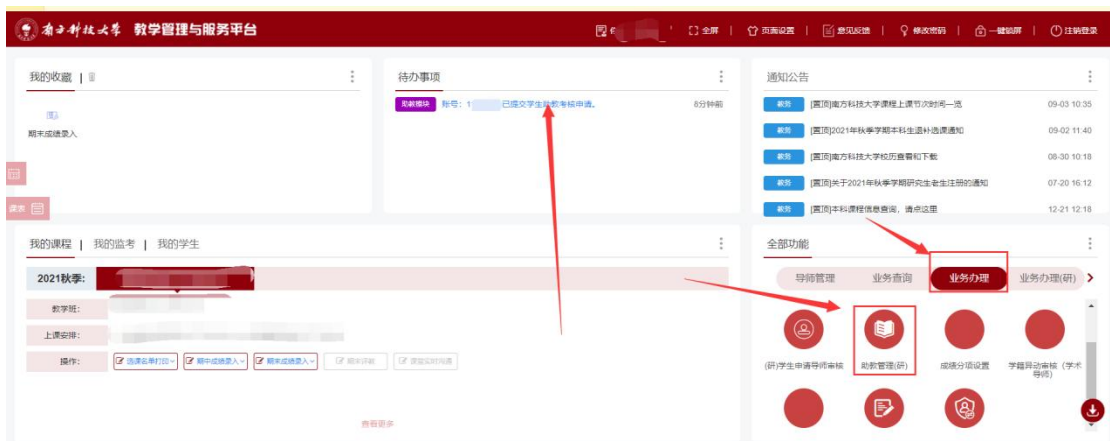 南方科技大学 教学管理与服务平台
全屏 | 页面设置 | 意见反馈 | 修改密码 | 一键锁屏 | 注销登录
我的收藏 |
期末成绩录入
课表
待办事项
助教模块 账号：1 已提交学生助教考核申请。 8分钟前
通知公告
教务 [置顶]南方科技大学课程上课节次时间一览 09-03 10:35
教务 [置顶]2021年秋季学期本科生退补选课通知 09-02 11:40
教务 [置顶]南方科技大学校历查看和下载 08-30 10:18
教务 [置顶]关于2021年秋季学期研究生老生注册的通知 07-20 16:12
教务 [置顶]本科课程信息查询，请点这里 12-21 12:18
我的课程 | 我的监考 | 我的学生
2021秋季:
教学班:
上课安排:
操作: 选课名单打印 期中成绩录入 期末成绩录入 期末详教 课堂实时沟通
查看更多
全部功能
导师管理 业务查询 业务办理 业务办理(研)
(研)学生申请导师审核 助教管理(研) 成绩分项设置 学籍异动审核（学术
导师）